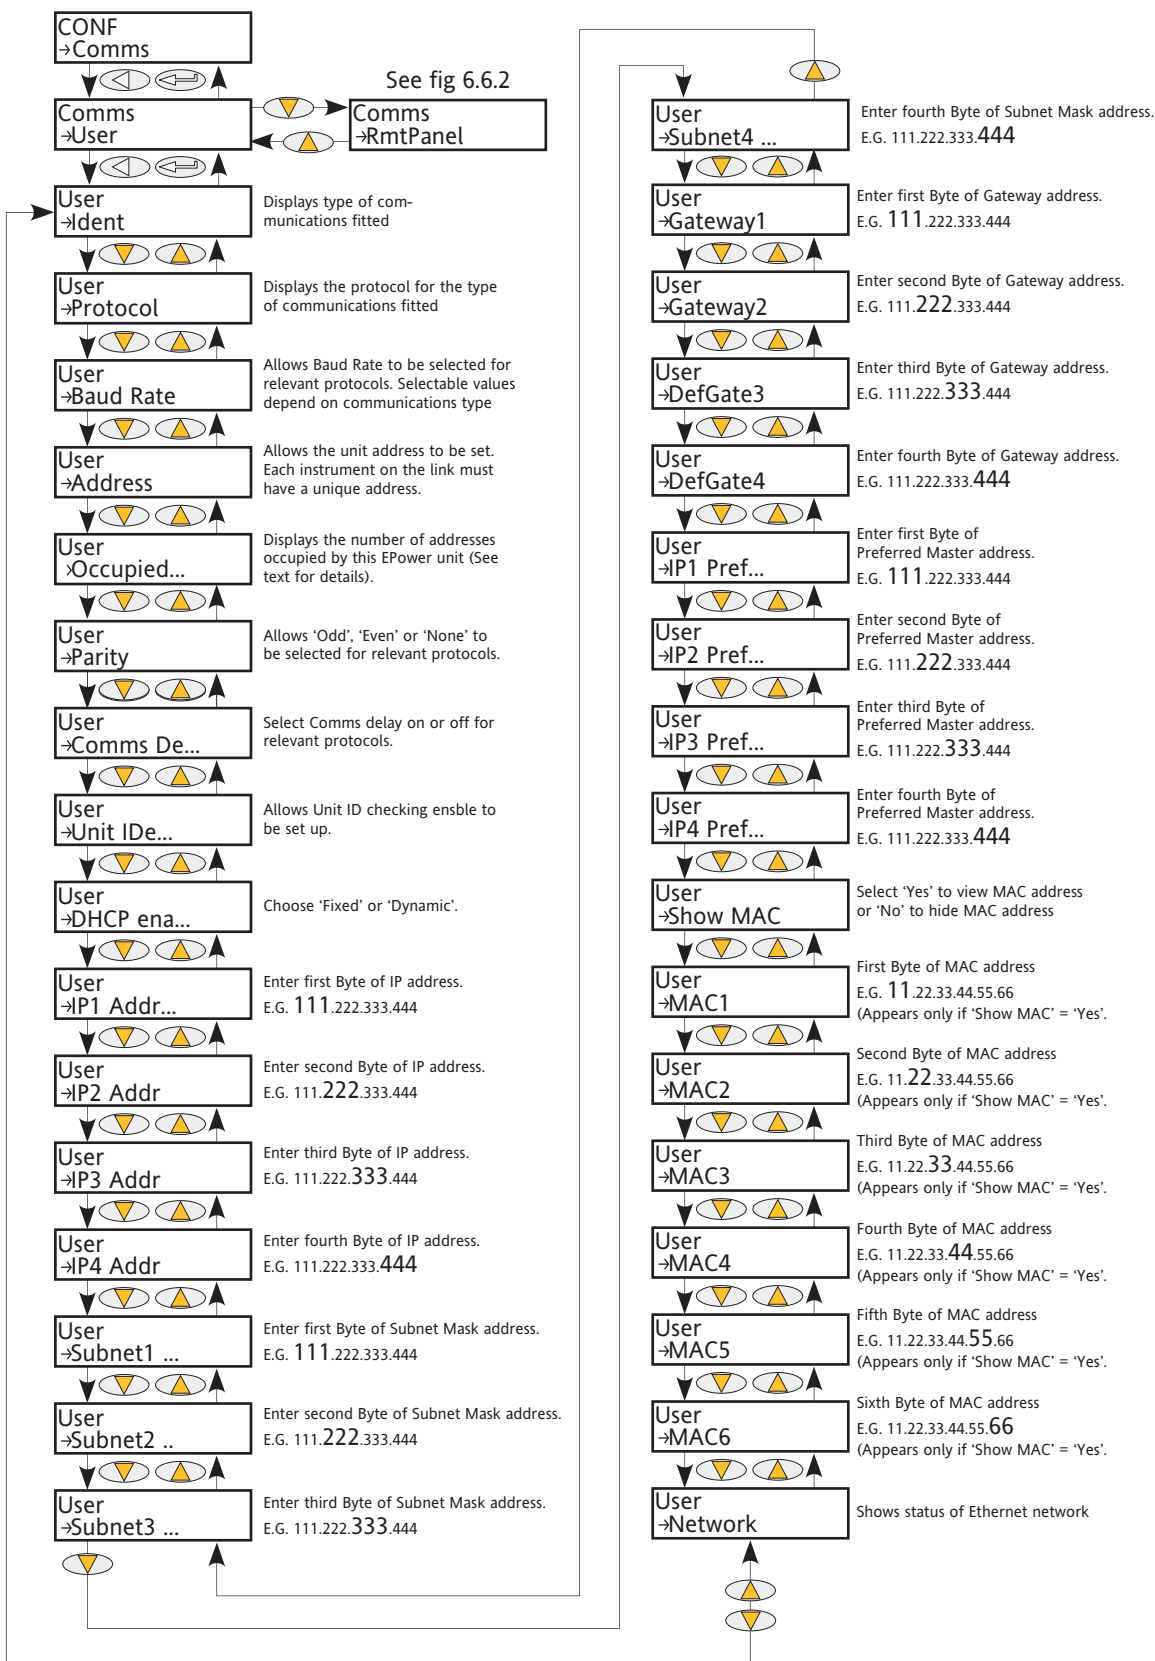 CONF
→Comms
See fig 6.6.2
Comms
→User
Comms
→RmtPanel
User
→Ident
Displays type of com-
munications fitted
User
→Protocol
Displays the protocol for the type
of communications fitted
User
→Baud Rate
Allows Baud Rate to be selected for
relevant protocols. Selectable values
depend on communications type
User
→Address
Allows the unit address to be set.
Each instrument on the link must
have a unique address.
User
→Occupied...
Displays the number of addresses
occupied by this EPower unit (See
text for details).
User
→Parity
Allows ‘Odd’, ‘Even’ or ‘None’ to
be selected for relevant protocols.
User
→Comms De...
Select Comms delay on or off for
relevant protocols.
User
→Unit IDe...
Allows Unit ID checking ensble to
be set up.
User
→DHCP ena...
Choose ‘Fixed’ or ‘Dynamic’.
User
→IP1 Addr...
Enter first Byte of IP address.
E.G. 111.222.333.444
User
→IP2 Addr
Enter second Byte of IP address.
E.G. 111.222.333.444
User
→IP3 Addr
Enter third Byte of IP address.
E.G. 111.222.333.444
User
→IP4 Addr
Enter fourth Byte of IP address.
E.G. 111.222.333.444
User
→Subnet1 ...
Enter first Byte of Subnet Mask address.
E.G. 111.222.333.444
User
→Subnet2 ..
Enter second Byte of Subnet Mask address.
E.G. 111.222.333.444
User
→Subnet3 ...
Enter third Byte of Subnet Mask address.
E.G. 111.222.333.444
User
→Subnet4 ...
Enter fourth Byte of Subnet Mask address.
E.G. 111.222.333.444
User
→Gateway1
Enter first Byte of Gateway address.
E.G. 111.222.333.444
User
→Gateway2
Enter second Byte of Gateway address.
E.G. 111.222.333.444
User
→DefGate3
Enter third Byte of Gateway address.
E.G. 111.222.333.444
User
→DefGate4
Enter fourth Byte of Gateway address.
E.G. 111.222.333.444
User
→IP1 Pref...
Enter first Byte of
Preferred Master address.
E.G. 111.222.333.444
User
→IP2 Pref...
Enter second Byte of
Preferred Master address.
E.G. 111.222.333.444
User
→IP3 Pref...
Enter third Byte of
Preferred Master address.
E.G. 111.222.333.444
User
→IP4 Pref...
Enter fourth Byte of
Preferred Master address.
E.G. 111.222.333.444
User
→Show MAC
Select ‘Yes’ to view MAC address
or ‘No’ to hide MAC address
User
→MAC1
First Byte of MAC address
E.G. 11.22.33.44.55.66
(Appears only if ‘Show MAC’ = ‘Yes’.
User
→MAC2
Second Byte of MAC address
E.G. 11.22.33.44.55.66
(Appears only if ‘Show MAC’ = ‘Yes’.
User
→MAC3
Third Byte of MAC address
E.G. 11.22.33.44.55.66
(Appears only if ‘Show MAC’ = ‘Yes’.
User
→MAC4
Fourth Byte of MAC address
E.G. 11.22.33.44.55.66
(Appears only if ‘Show MAC’ = ‘Yes’.
User
→MAC5
Fifth Byte of MAC address
E.G. 11.22.33.44.55.66
(Appears only if ‘Show MAC’ = ‘Yes’.
User
→MAC6
Sixth Byte of MAC address
E.G. 11.22.33.44.55.66
(Appears only if ‘Show MAC’ = ‘Yes’.
User
→Network
Shows status of Ethernet network